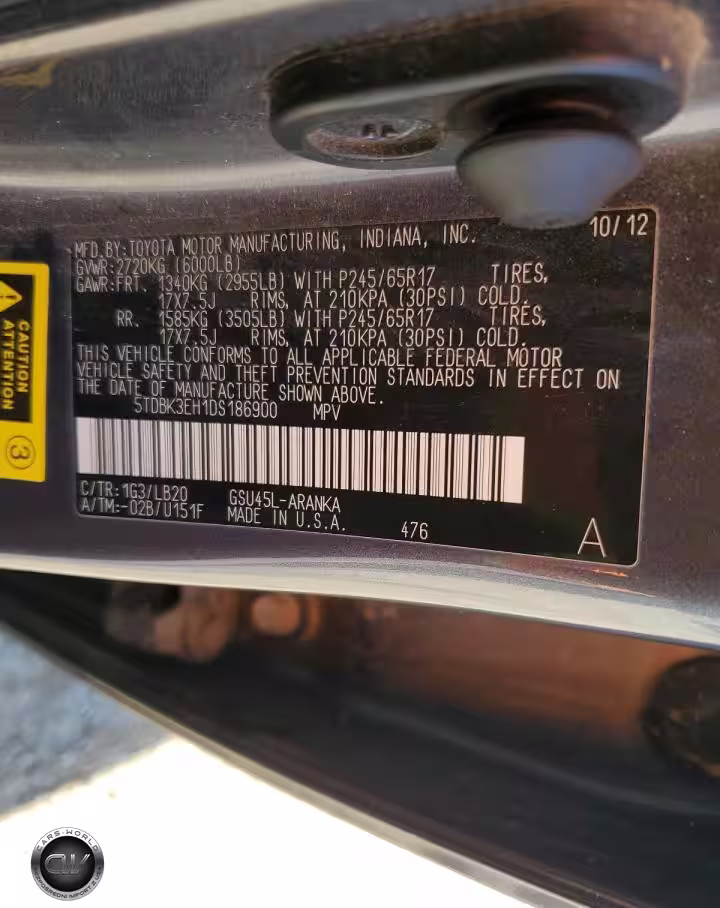 10/12
MFD.BY:TOYOTA MOTOR MANUFACTURING, INDIANA, INC.
GVWR:2720KG (6000LB)
GAWR:FRT. 1340KG (2955LB) WITH P245/65R17 TIRES,
17X7.5J RIMS, AT 210KPA (30PSI) COLD.
RR. 1585KG (3505LB) WITH P245/65R17 TIRES,
17X7.5J RIMS, AT 210KPA (30PSI) COLD.
THIS VEHICLE CONFORMS TO ALL APPLICABLE FEDERAL MOTOR
VEHICLE SAFETY AND THEFT PREVENTION STANDARDS IN EFFECT ON
THE DATE OF MANUFACTURE SHOWN ABOVE.
5TDBK3EH1DS186900 MPV
C/TR:1G3/LB20 GSU45L-ARANKA
A/TM:-02B/U151F MADE IN U.S.A. 476
A
CAUTION
ATTENTION
3
CARS-WORLD
CW